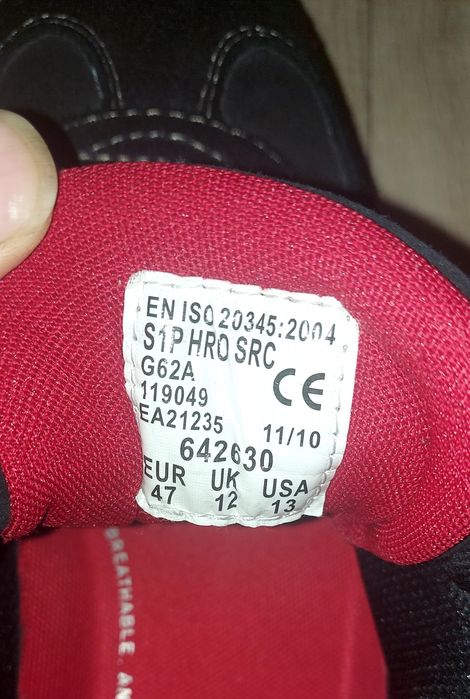 EN ISO 20345:2004
S1P HRO SRC
G62A
CE
119049
EA21235
11/10
642630
EUR UK USA
47 12 13
BREATHABLE, AN